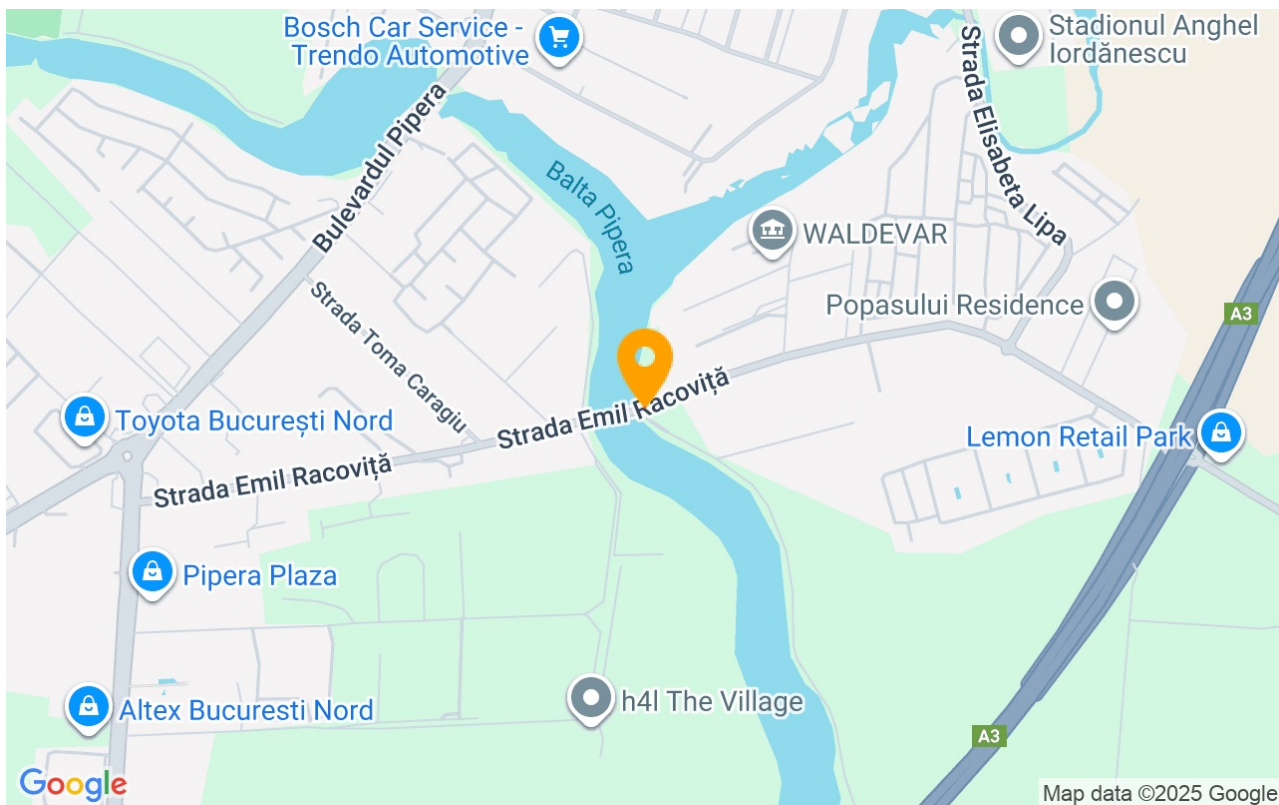 Bosch Car Service -
Trendo Automotive
Stadionul Anghel
Iordănescu
Strada Elisabeta Lipa
Bulevardul Pipera
Balta Pipera
WALDEVAR
Popasului Residence
A3
Strada Toma Caragiu
Toyota București Nord
Strada Emil Racoviță
Lemon Retail Park
Strada Emil Racoviță
Pipera Plaza
h4l The Village
Altex Bucuresti Nord
A3
Google
Map data ©2025 Google